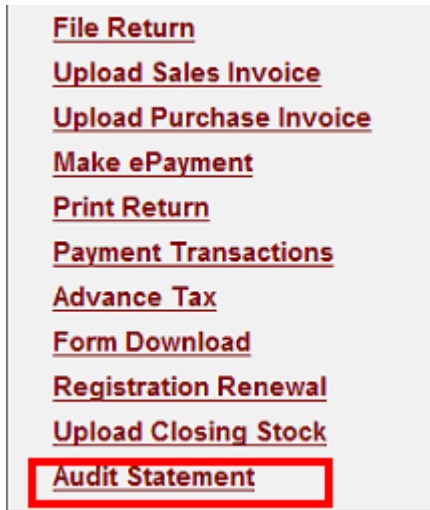 File Return
Upload Sales Invoice
Upload Purchase Invoice
Make ePayment
Print Return
Payment Transactions
Advance Tax
Form Download
Registration Renewal
Upload Closing Stock
Audit Statement